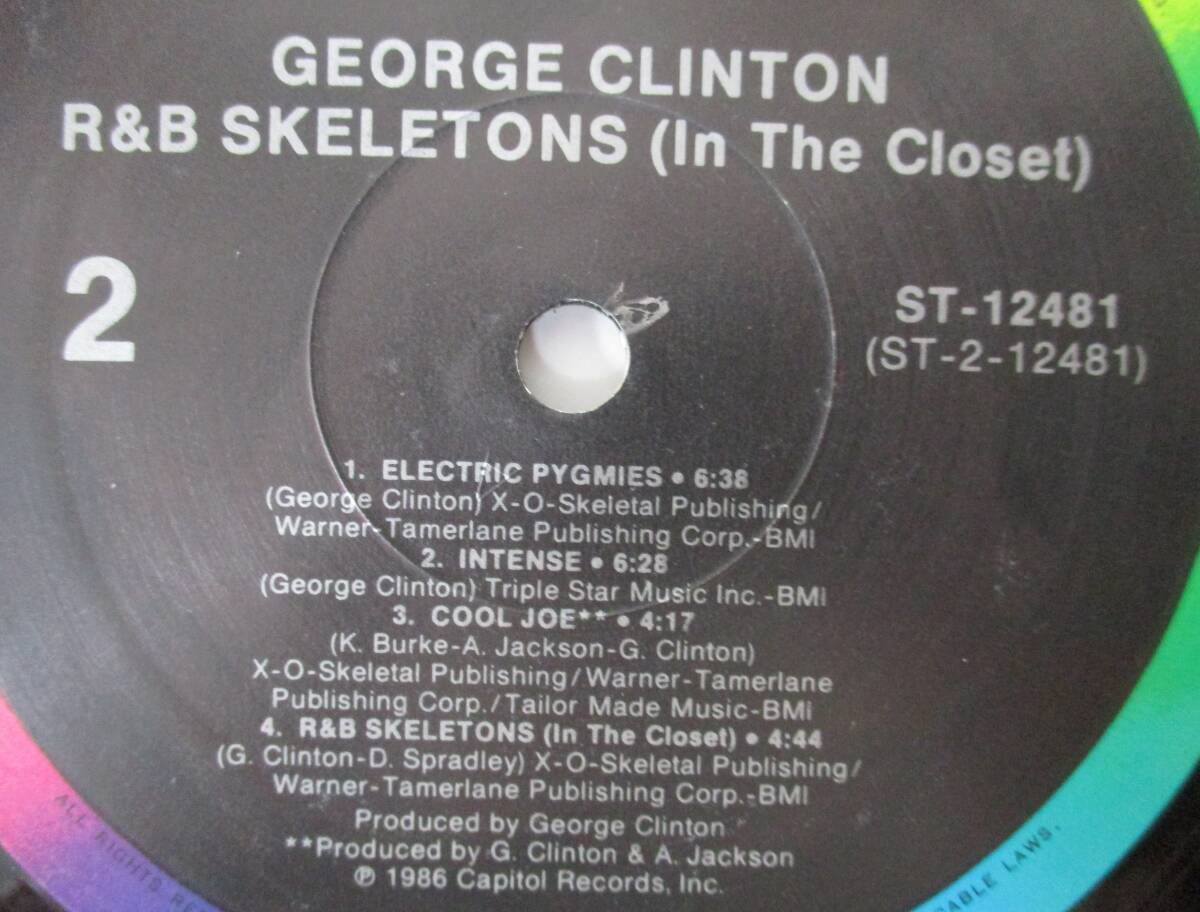 GEORGE CLINTON
R&B SKELETONS (In The Closet)
2
ST-12481
(ST-2-12481)
1. ELECTRIC PYGMIES • 6:38
(George Clinton) X-O-Skeletal Publishing/
Warner-Tamerlane Publishing Corp.-BMI
2. INTENSE • 6:28
(George Clinton) Triple Star Music Inc.-BMI
3. COOL JOE** • 4:17
(K. Burke-A. Jackson-G. Clinton)
X-O-Skeletal Publishing/Warner-Tamerlane
Publishing Corp./Tailor Made Music-BMI
4. R&B SKELETONS (In The Closet) • 4:44
(G. Clinton-D. Spradley) X-O-Skeletal Publishing/
Warner-Tamerlane Publishing Corp.-BMI
Produced by George Clinton
**Produced by G. Clinton & A. Jackson
℗ 1986 Capitol Records, Inc.
ALL RIGHTS RE
ABLE LAWS.